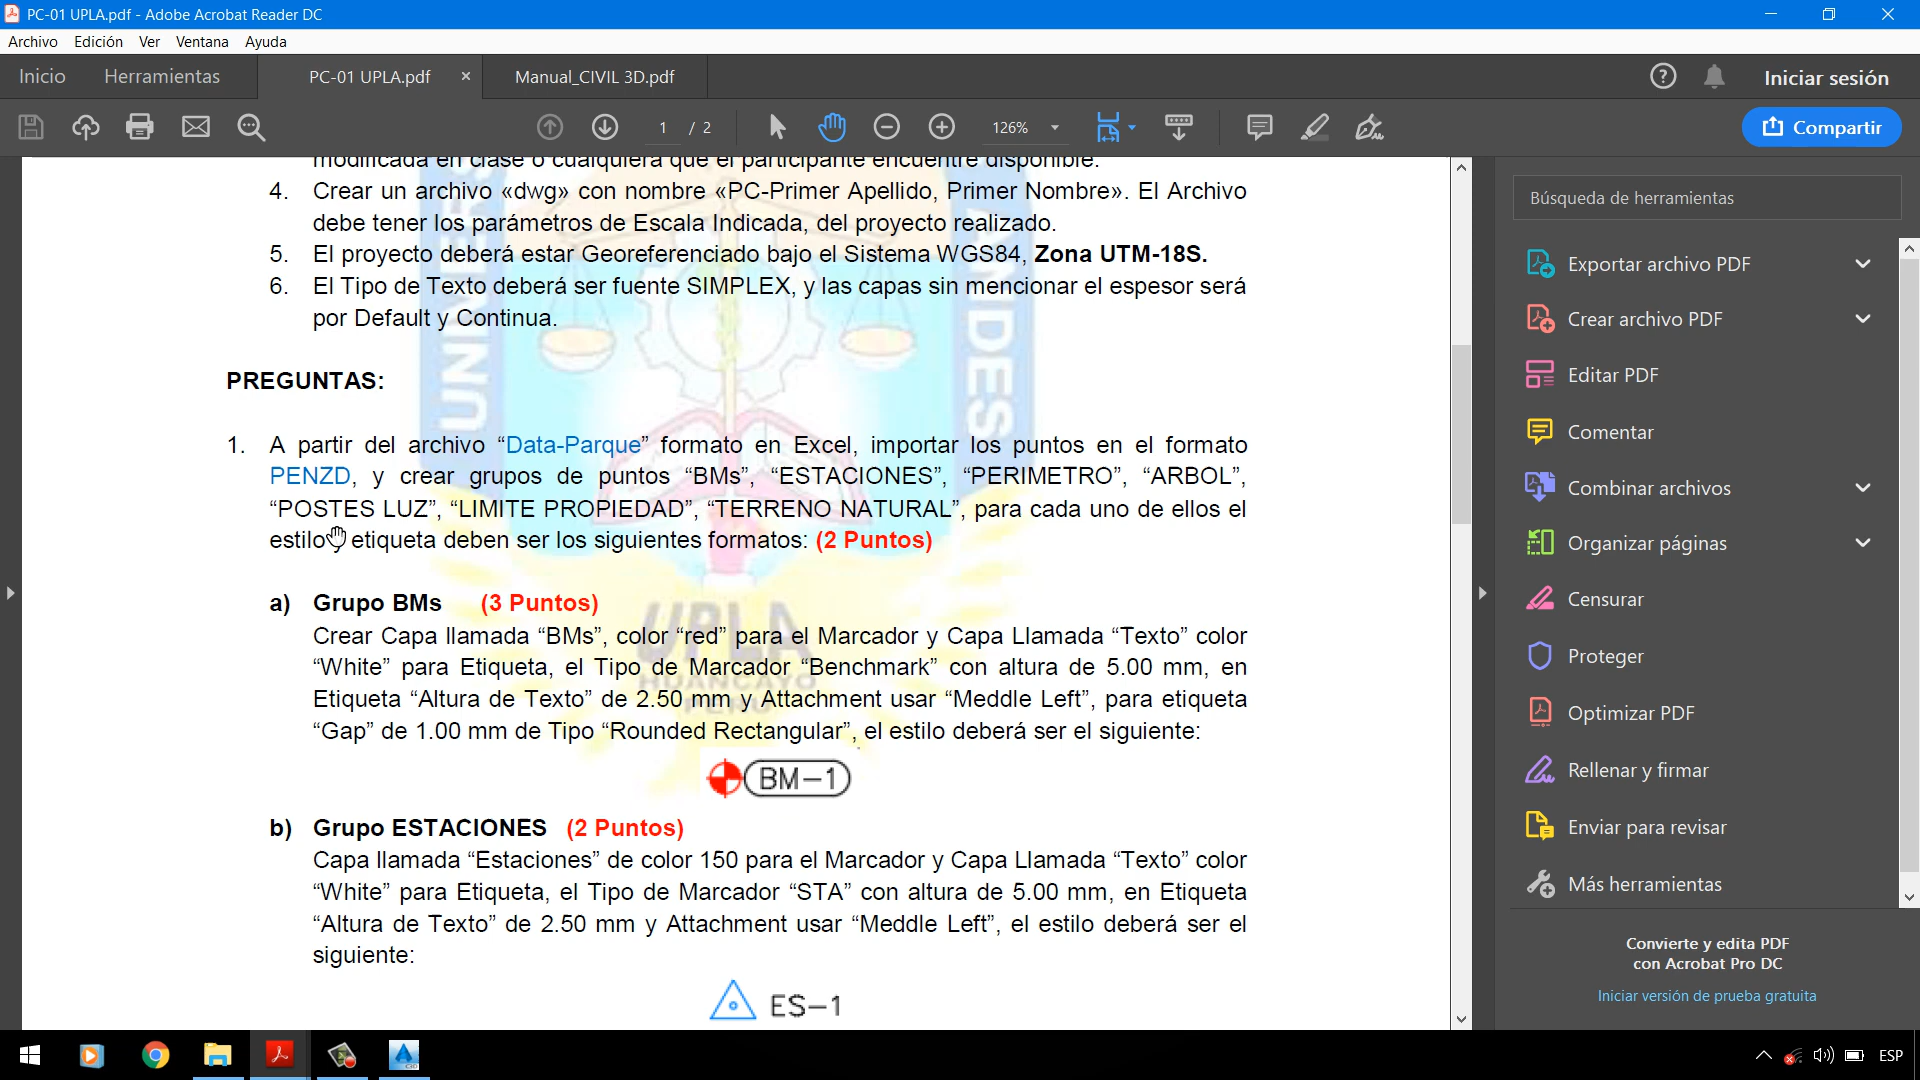 PC-01 UPLA.pdf - Adobe Acrobat Reader DC
Archivo Edición Ver Ventana Ayuda
Inicio Herramientas PC-01 UPLA.pdf × Manual_CIVIL 3D.pdf Iniciar sesión
1 / 2 126% Compartir
modificada en clase o cualquiera que el participante encuentre disponible.
4. Crear un archivo «dwg» con nombre «PC-Primer Apellido, Primer Nombre». El Archivo
debe tener los parámetros de Escala Indicada, del proyecto realizado.
5. El proyecto deberá estar Georeferenciado bajo el Sistema WGS84, Zona UTM-18S.
6. El Tipo de Texto deberá ser fuente SIMPLEX, y las capas sin mencionar el espesor será
por Default y Continua.
PREGUNTAS:
1. A partir del archivo “Data-Parque” formato en Excel, importar los puntos en el formato
PENZD, y crear grupos de puntos “BMs”, “ESTACIONES”, “PERIMETRO”, “ARBOL”,
“POSTES LUZ”, “LIMITE PROPIEDAD”, “TERRENO NATURAL”, para cada uno de ellos el
estilo y etiqueta deben ser los siguientes formatos: (2 Puntos)
a) Grupo BMs (3 Puntos)
Crear Capa llamada “BMs”, color “red” para el Marcador y Capa Llamada “Texto” color
“White” para Etiqueta, el Tipo de Marcador “Benchmark” con altura de 5.00 mm, en
Etiqueta “Altura de Texto” de 2.50 mm y Attachment usar “Meddle Left”, para etiqueta
“Gap” de 1.00 mm de Tipo “Rounded Rectangular”, el estilo deberá ser el siguiente:
BM-1
b) Grupo ESTACIONES (2 Puntos)
Capa llamada “Estaciones” de color 150 para el Marcador y Capa Llamada “Texto” color
“White” para Etiqueta, el Tipo de Marcador “STA” con altura de 5.00 mm, en Etiqueta
“Altura de Texto” de 2.50 mm y Attachment usar “Meddle Left”, el estilo deberá ser el
siguiente:
ES-1
UPLA
HUANCAYO
PERU
ANDES
Búsqueda de herramientas
Exportar archivo PDF
Crear archivo PDF
Editar PDF
Comentar
Combinar archivos
Organizar páginas
Censurar
Proteger
Optimizar PDF
Rellenar y firmar
Enviar para revisar
Más herramientas
Convierte y edita PDF
con Acrobat Pro DC
Iniciar versión de prueba gratuita
ESP